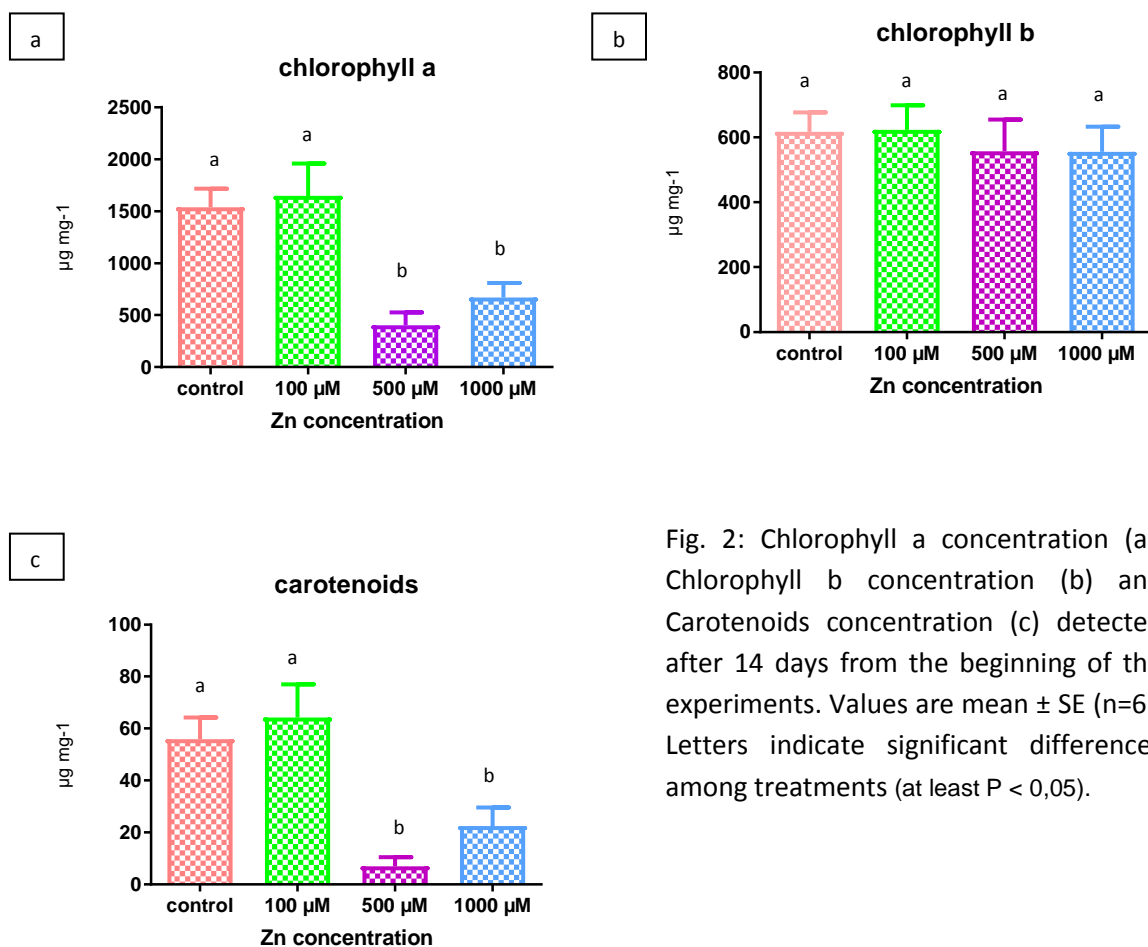 a
chlorophyll a
2500
2000
1500
1000
500
0
µg mg-1
a
a
b
b
control 100 µM 500 µM 1000 µM
Zn concentration
b
chlorophyll b
800
600
400
200
0
µg mg-1
a
a
a
a
control 100 µM 500 µM 1000 µM
Zn concentration
c
carotenoids
100
80
60
40
20
0
µg mg-1
a
a
b
b
control 100 µM 500 µM 1000 µM
Zn concentration
Fig. 2: Chlorophyll a concentration (a
Chlorophyll b concentration (b) an
Carotenoids concentration (c) detecte
after 14 days from the beginning of th
experiments. Values are mean ± SE (n=6
Letters indicate significant difference
among treatments (at least P < 0,05).